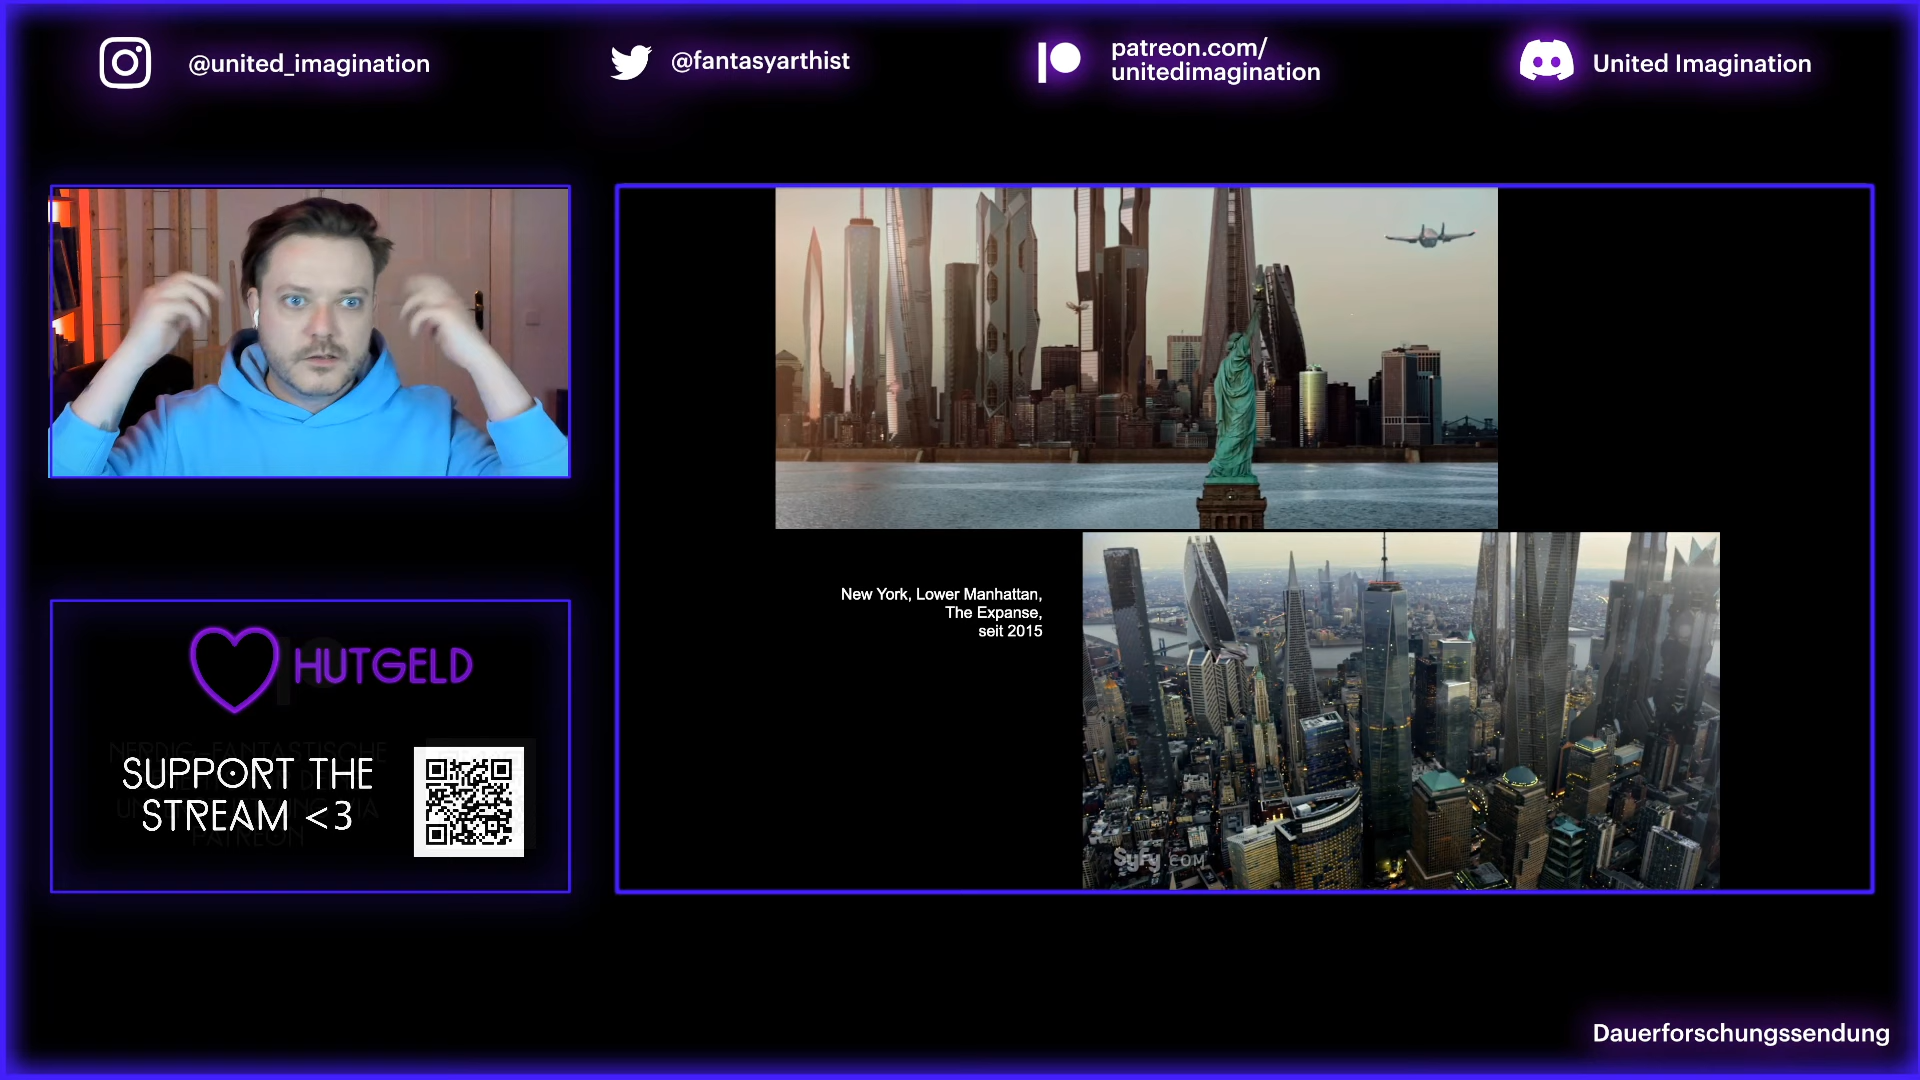 @united_imagination
@fantasyarthist
patreon.com/
unitedimagination
United Imagination
New York, Lower Manhattan,
The Expanse,
seit 2015
HUTGELD
SUPPORT THE
STREAM <3
Syfy.COM
Dauerforschungssendung